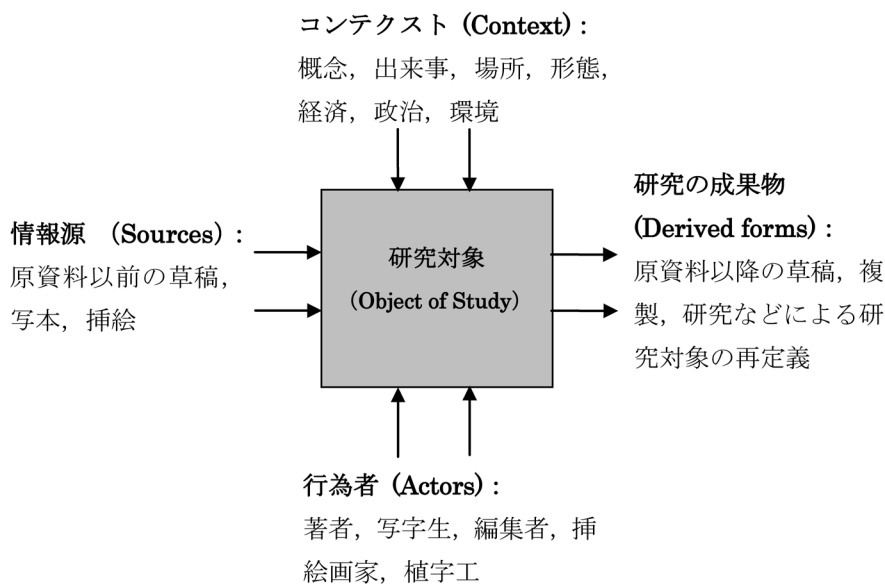 コンテクスト (Context)：
概念，出来事，場所，形態，
経済，政治，環境
情報源　(Sources)：
原資料以前の草稿，
写本，挿絵
研究対象
(Object of Study)
研究の成果物
(Derived forms)：
原資料以降の草稿，複
製，研究などによる研
究対象の再定義
行為者 (Actors)：
著者，写字生，編集者，挿
絵画家，植字工